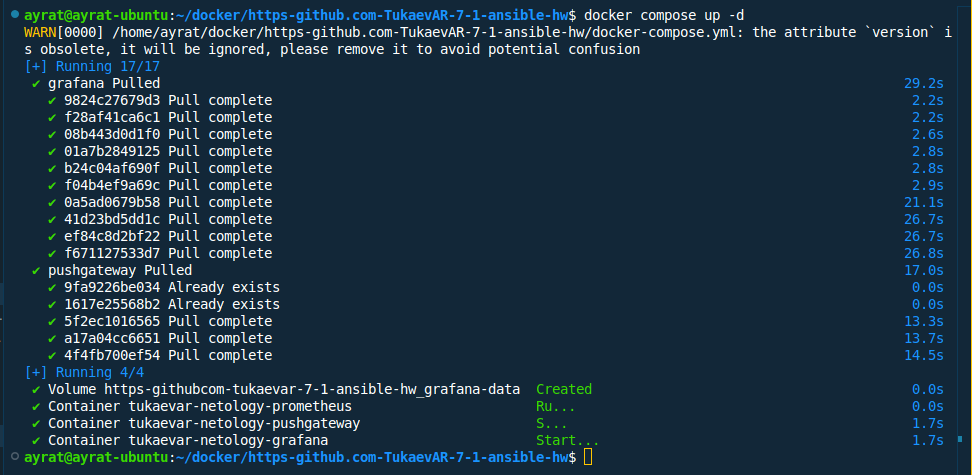 ayrat@ayrat-ubuntu:~/docker/https-github.com-TukaevAR-7-1-ansible-hw$ docker compose up -d
WARN[0000] /home/ayrat/docker/https-github.com-TukaevAR-7-1-ansible-hw/docker-compose.yml: the attribute `version` i
s obsolete, it will be ignored, please remove it to avoid potential confusion
[+] Running 17/17
✔ grafana Pulled 29.2s
✔ 9824c27679d3 Pull complete 2.2s
✔ f28af41ca6c1 Pull complete 2.2s
✔ 08b443d0d1f0 Pull complete 2.6s
✔ 01a7b2849125 Pull complete 2.8s
✔ b24c04af690f Pull complete 2.8s
✔ f04b4ef9a69c Pull complete 2.9s
✔ 0a5ad0679b58 Pull complete 21.1s
✔ 41d23bd5dd1c Pull complete 26.7s
✔ ef84c8d2bf22 Pull complete 26.7s
✔ f671127533d7 Pull complete 26.8s
✔ pushgateway Pulled 17.0s
✔ 9fa9226be034 Already exists 0.0s
✔ 1617e25568b2 Already exists 0.0s
✔ 5f2ec1016565 Pull complete 13.3s
✔ a17a04cc6651 Pull complete 13.7s
✔ 4f4fb700ef54 Pull complete 14.5s
[+] Running 4/4
✔ Volume https-githubcom-tukaevar-7-1-ansible-hw_grafana-data Created 0.0s
✔ Container tukaevar-netology-prometheus Ru... 0.0s
✔ Container tukaevar-netology-pushgateway S... 1.7s
✔ Container tukaevar-netology-grafana Start... 1.7s
ayrat@ayrat-ubuntu:~/docker/https-github.com-TukaevAR-7-1-ansible-hw$